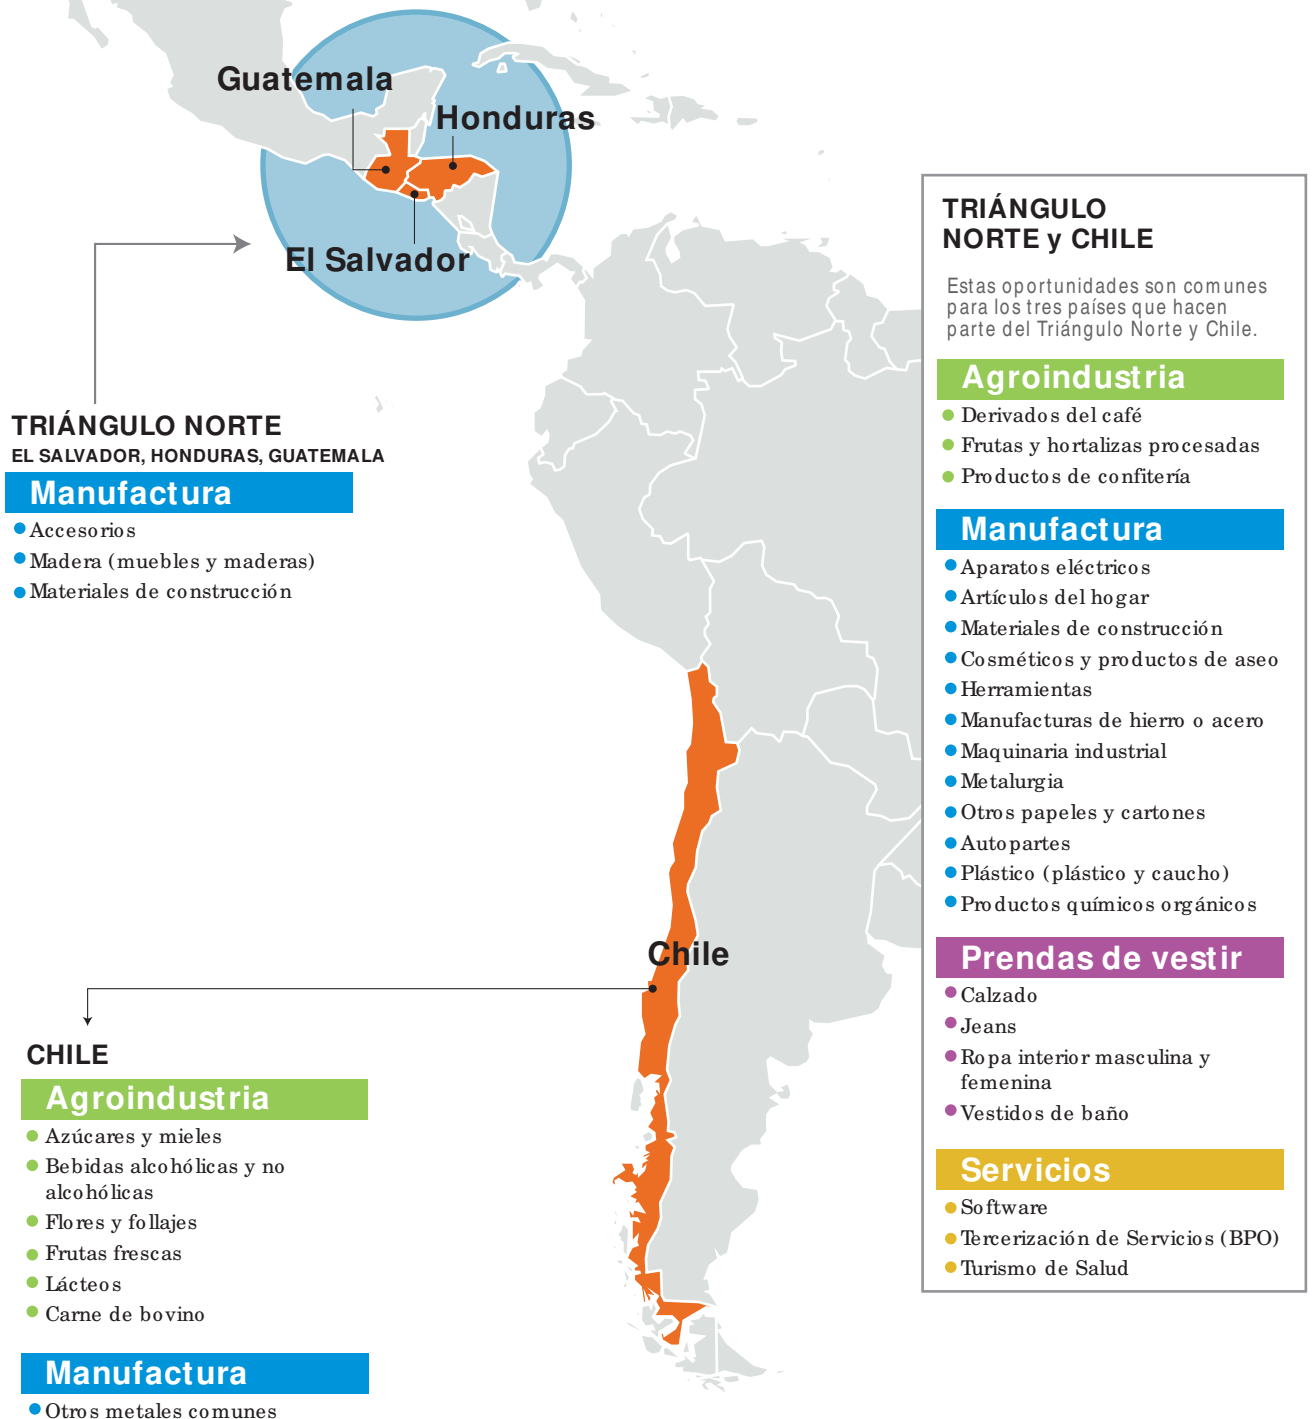 Guatemala
Honduras
El Salvador
TRIÁNGULO NORTE
EL SALVADOR, HONDURAS, GUATEMALA
Manufactura
Accesorios
Madera (muebles y maderas)
Materiales de construcción
Chile
CHILE
Agroindustria
Azúcares y mieles
Bebidas alcohólicas y no
alcohólicas
Flores y follajes
Frutas frescas
Lácteos
Carne de bovino
Manufactura
Otros metales comunes
TRIÁNGULO
NORTE y CHILE
Estas oportunidades son comunes
para los tres países que hacen
parte del Triángulo Norte y Chile.
Agroindustria
Derivados del café
Frutas y hortalizas procesadas
Productos de confitería
Manufactura
Aparatos eléctricos
Artículos del hogar
Materiales de construcción
Cosméticos y productos de aseo
Herramientas
Manufacturas de hierro o acero
Maquinaria industrial
Metalurgia
Otros papeles y cartones
Autopartes
Plástico (plástico y caucho)
Productos químicos orgánicos
Prendas de vestir
Calzado
Jeans
Ropa interior masculina y
femenina
Vestidos de baño
Servicios
Software
Tercerización de Servicios (BPO)
Turismo de Salud